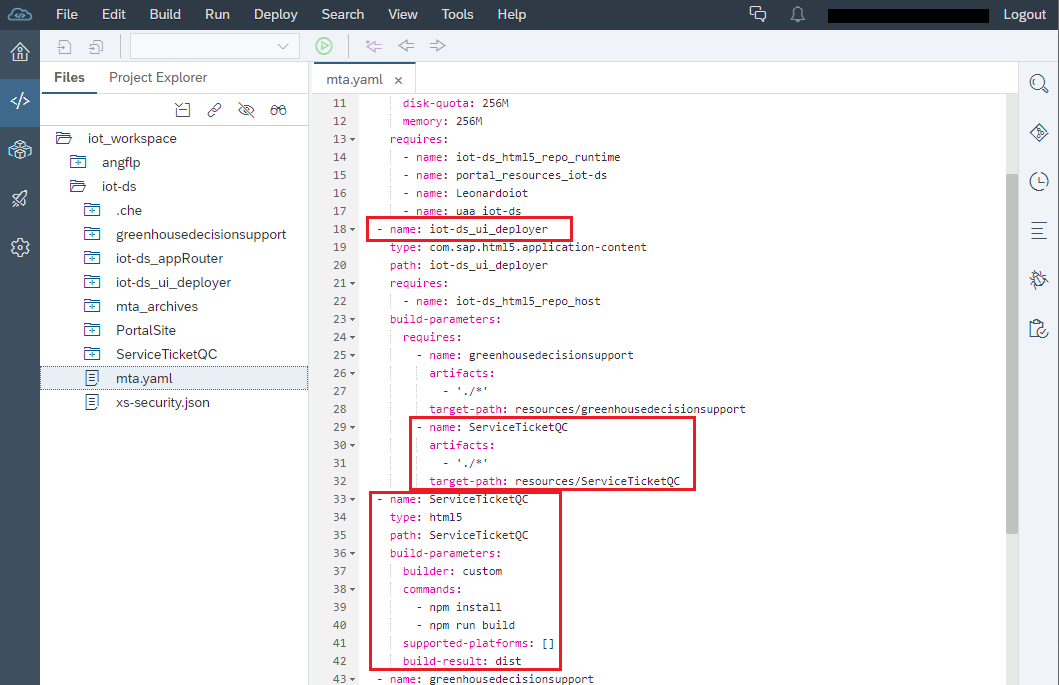 File Edit Build Run Deploy Search View Tools Help Logout
Files Project Explorer
iot_workspace
angflp
iot-ds
.che
greenhousedecisionsupport
iot-ds_appRouter
iot-ds_ui_deployer
mta_archives
PortalSite
ServiceTicketQC
mta.yaml
xs-security.json
mta.yaml ×
11 disk-quota: 256M
12 memory: 256M
13 requires:
14 - name: iot-ds_html5_repo_runtime
15 - name: portal_resources_iot-ds
16 - name: Leonardoiot
17 - name: uaa_iot-ds
18 - name: iot-ds_ui_deployer
19 type: com.sap.html5.application-content
20 path: iot-ds_ui_deployer
21 requires:
22 - name: iot-ds_html5_repo_host
23 build-parameters:
24 requires:
25 - name: greenhousedecisionsupport
26 artifacts:
27 - './*'
28 target-path: resources/greenhousedecisionsupport
29 - name: ServiceTicketQC
30 artifacts:
31 - './*'
32 target-path: resources/ServiceTicketQC
33 - name: ServiceTicketQC
34 type: html5
35 path: ServiceTicketQC
36 build-parameters:
37 builder: custom
38 commands:
39 - npm install
40 - npm run build
41 supported-platforms: []
42 build-result: dist
43 - name: greenhousedecisionsupport